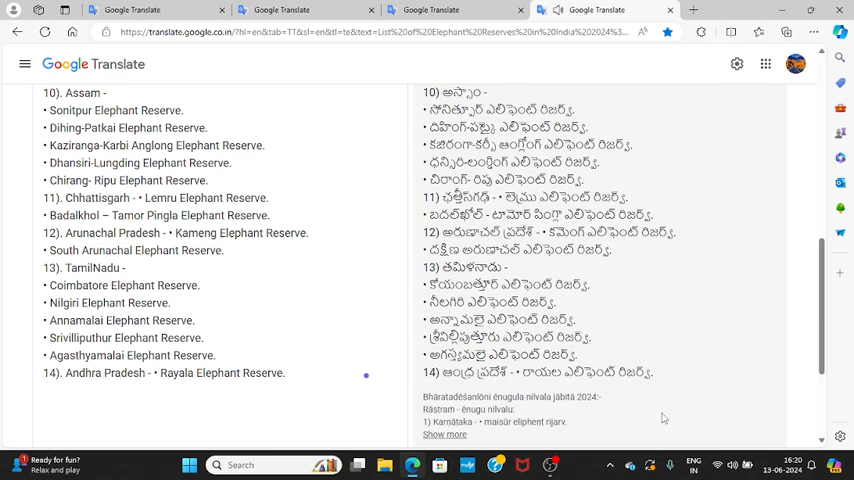 Google Translate
Google Translate
Google Translate
Google Translate
https://translate.google.co.in/?hl=en&tab=TT&sl=en&tl=te&text=List%20of%20Elephant%20Reserves%20in%20India%202024%...
Google Translate
10). Assam -
• Sonitpur Elephant Reserve.
• Dihing-Patkai Elephant Reserve.
• Kaziranga-Karbi Anglong Elephant Reserve.
• Dhansiri-Lungding Elephant Reserve.
• Chirang- Ripu Elephant Reserve.
11). Chhattisgarh - • Lemru Elephant Reserve.
• Badalkhol – Tamor Pingla Elephant Reserve.
12). Arunachal Pradesh - • Kameng Elephant Reserve.
• South Arunachal Elephant Reserve.
13). TamilNadu -
• Coimbatore Elephant Reserve.
• Nilgiri Elephant Reserve.
• Annamalai Elephant Reserve.
• Srivilliputhur Elephant Reserve.
• Agasthyamalai Elephant Reserve.
14). Andhra Pradesh - • Rayala Elephant Reserve.
10) అస్సాం -
• సోనిత్పూర్ ఎలిఫెంట్ రిజర్వ్.
• దిహింగ్-పట్కై ఎలిఫెంట్ రిజర్వ్.
• కజిరంగా-కర్బీ ఆంగ్లోంగ్ ఎలిఫెంట్ రిజర్వ్.
• ధన్సిరి-లంగ్డింగ్ ఎలిఫెంట్ రిజర్వ్.
• చిరాంగ్- రిపు ఎలిఫెంట్ రిజర్వ్.
11) ఛత్తీస్‌గఢ్ - • లెమ్రు ఎలిఫెంట్ రిజర్వ్.
• బదల్‌ఖోల్ - టామోర్ పింగ్లా ఎలిఫెంట్ రిజర్వ్.
12) అరుణాచల్ ప్రదేశ్ - • కమెంగ్ ఎలిఫెంట్ రిజర్వ్.
• దక్షిణ అరుణాచల్ ఎలిఫెంట్ రిజర్వ్.
13) తమిళనాడు -
• కోయంబత్తూర్ ఎలిఫెంట్ రిజర్వ్.
• నీలగిరి ఎలిఫెంట్ రిజర్వ్.
• అన్నామలై ఎలిఫెంట్ రిజర్వ్.
• శ్రీవిల్లిపుత్తూరు ఎలిఫెంట్ రిజర్వ్.
• అగస్త్యమలై ఎలిఫెంట్ రిజర్వ్.
14) ఆంధ్ర ప్రదేశ్ - • రాయల ఎలిఫెంట్ రిజర్వ్.
Bhāratadēśanlōni ēnugula nilvala jābitā 2024:-
Rāṣṭram - ēnugu nilvalu:
1) Karṇāṭaka - • maisūr eliphent rijarv.
Show more
Ready for fun?
Relax and play
Search
ENG
IN
16:20
13-06-2024